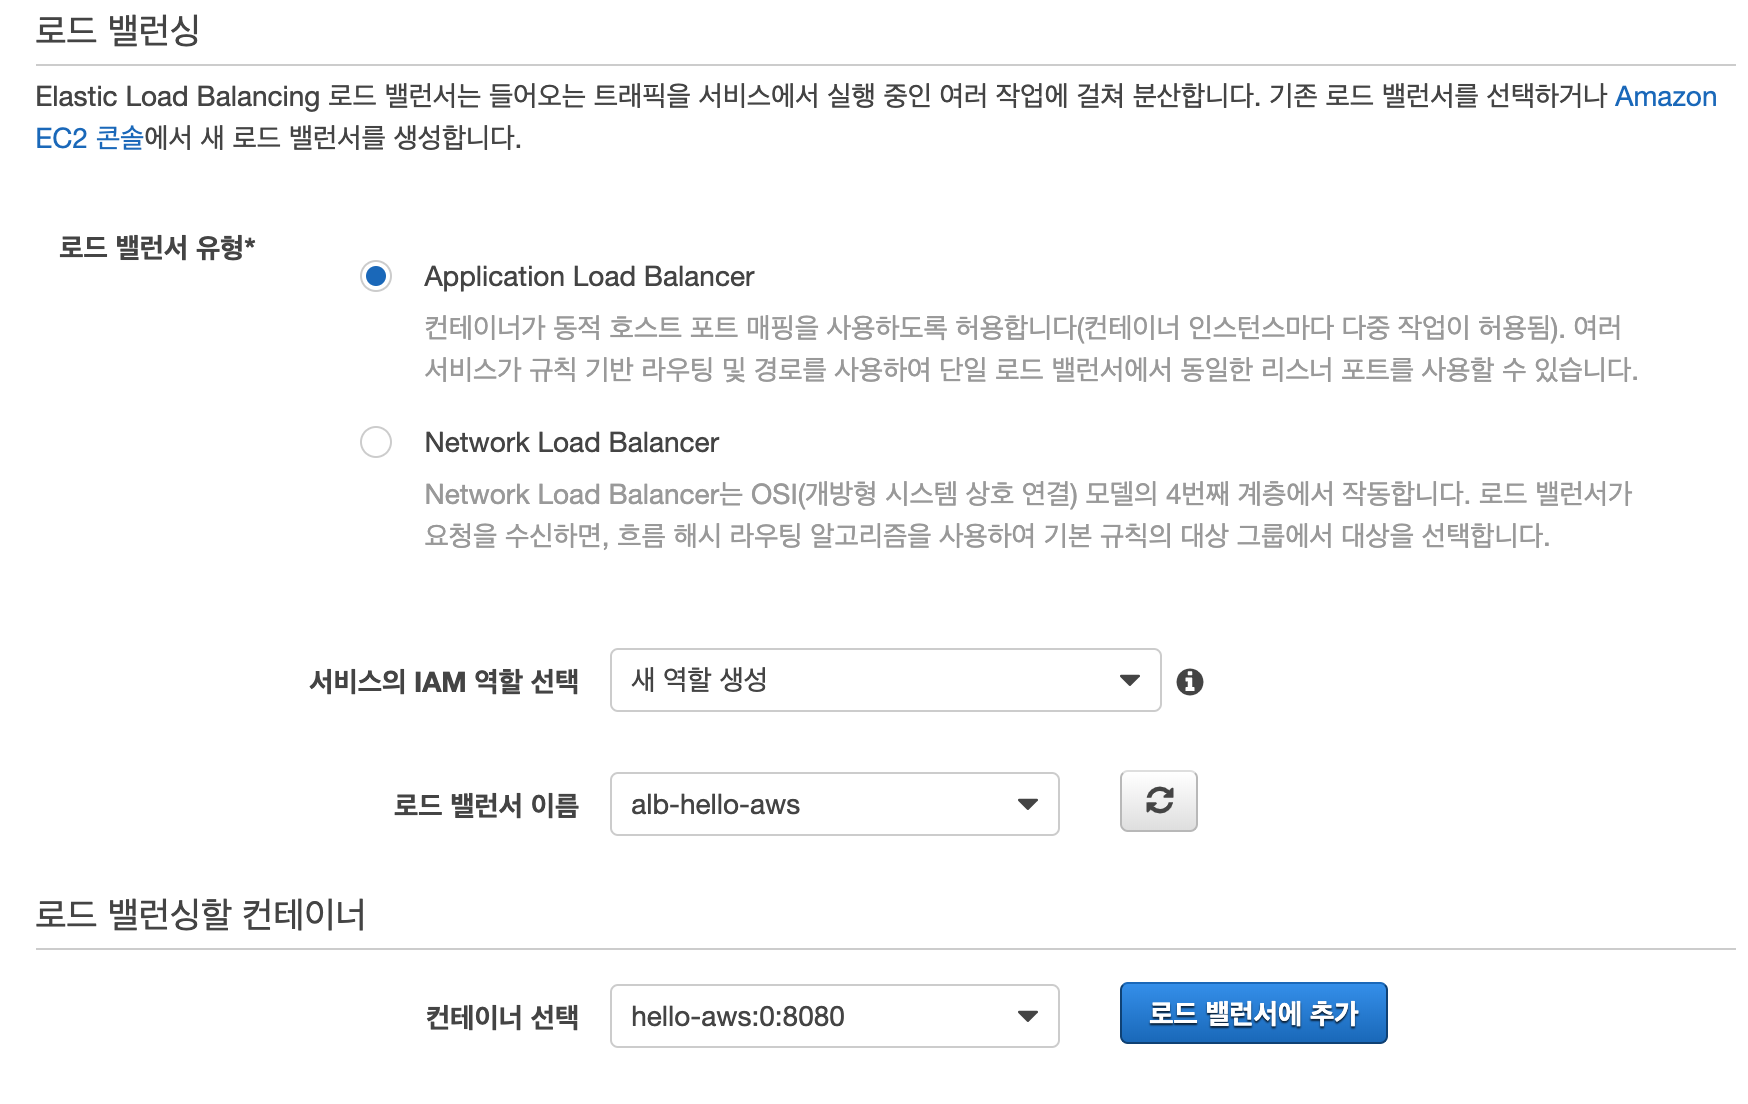 로드 밸런싱
Elastic Load Balancing 로드 밸런서는 들어오는 트래픽을 서비스에서 실행 중인 여러 작업에 걸쳐 분산합니다. 기존 로드 밸런서를 선택하거나 Amazon
EC2 콘솔에서 새 로드 밸런서를 생성합니다.
로드 밸런서 유형*
Application Load Balancer
컨테이너가 동적 호스트 포트 매핑을 사용하도록 허용합니다(컨테이너 인스턴스마다 다중 작업이 허용됨). 여러
서비스가 규칙 기반 라우팅 및 경로를 사용하여 단일 로드 밸런서에서 동일한 리스너 포트를 사용할 수 있습니다.
Network Load Balancer
Network Load Balancer는 OSI(개방형 시스템 상호 연결) 모델의 4번째 계층에서 작동합니다. 로드 밸런서가
요청을 수신하면, 흐름 해시 라우팅 알고리즘을 사용하여 기본 규칙의 대상 그룹에서 대상을 선택합니다.
서비스의 IAM 역할 선택 새 역할 생성
로드 밸런서 이름 alb-hello-aws
로드 밸런싱할 컨테이너
컨테이너 선택 hello-aws:0:8080 로드 밸런서에 추가